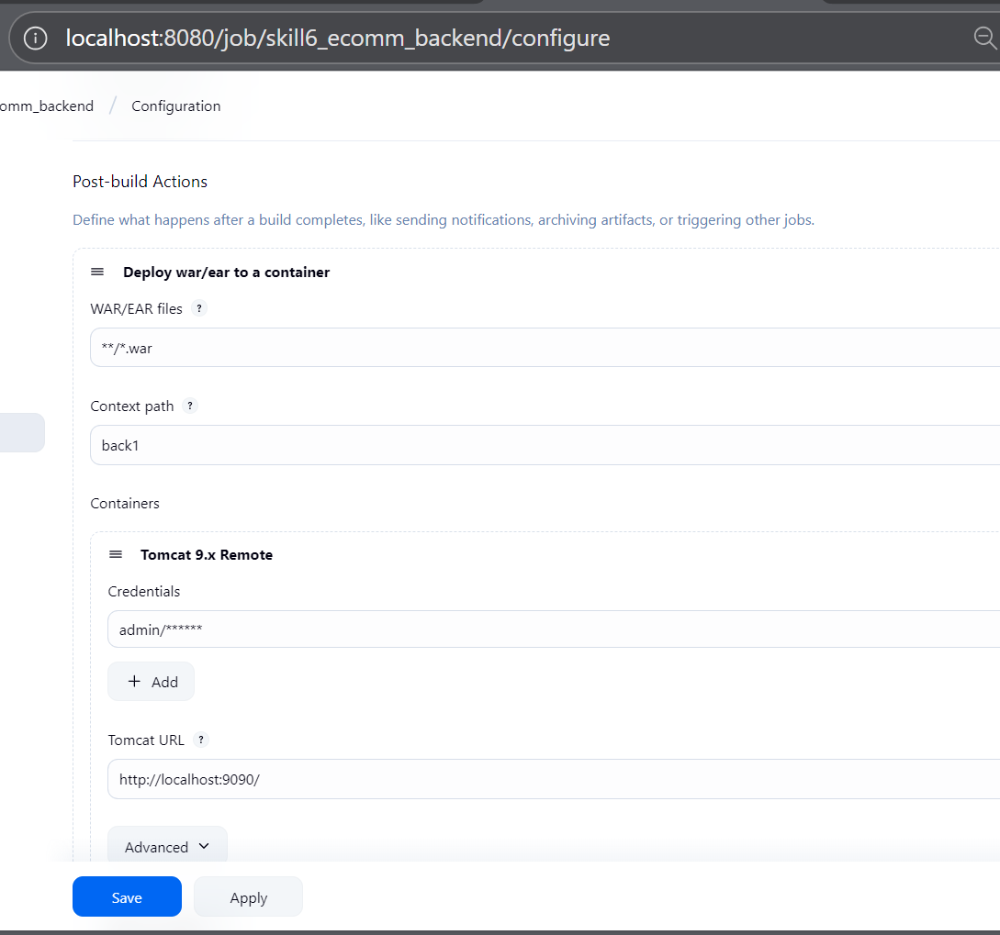 localhost:8080/job/skill6_ecomm_backend/configure
omm_backend / Configuration
Post-build Actions
Define what happens after a build completes, like sending notifications, archiving artifacts, or triggering other jobs.
Deploy war/ear to a container
WAR/EAR files ?
**/*.war
Context path ?
back1
Containers
Tomcat 9.x Remote
Credentials
admin/******
+ Add
Tomcat URL ?
http://localhost:9090/
Advanced
Save Apply